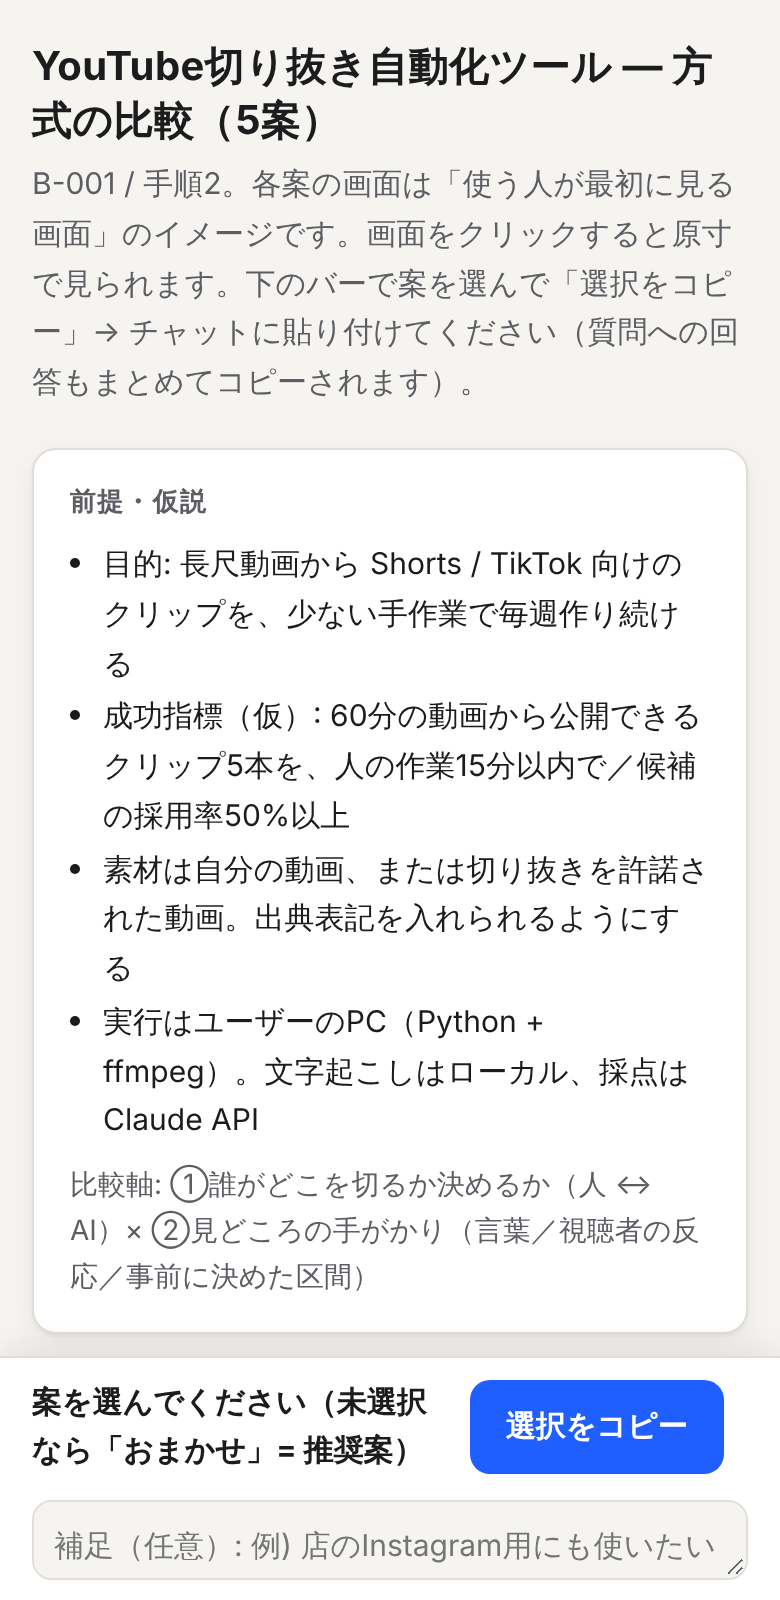 YouTube切り抜き自動化ツール — 方
式の比較（5案）
B-001 / 手順2。各案の画面は「使う人が最初に見る
画面」のイメージです。画面をクリックすると原寸
で見られます。下のバーで案を選んで「選択をコピ
ー」→ チャットに貼り付けてください（質問への回
答もまとめてコピーされます）。
前提・仮説
• 目的: 長尺動画から Shorts / TikTok 向けの
クリップを、少ない手作業で毎週作り続け
る
• 成功指標（仮）: 60分の動画から公開できる
クリップ5本を、人の作業15分以内で／候補
の採用率50%以上
• 素材は自分の動画、または切り抜きを許諾さ
れた動画。出典表記を入れられるようにす
る
• 実行はユーザーのPC（Python +
ffmpeg）。文字起こしはローカル、採点は
Claude API
比較軸: ①誰がどこを切るか決めるか（人 ↔
AI）× ②見どころの手がかり（言葉／視聴者の反
応／事前に決めた区間）
案を選んでください（未選択
なら「おまかせ」= 推奨案）
選択をコピー
補足（任意）: 例) 店のInstagram用にも使いたい